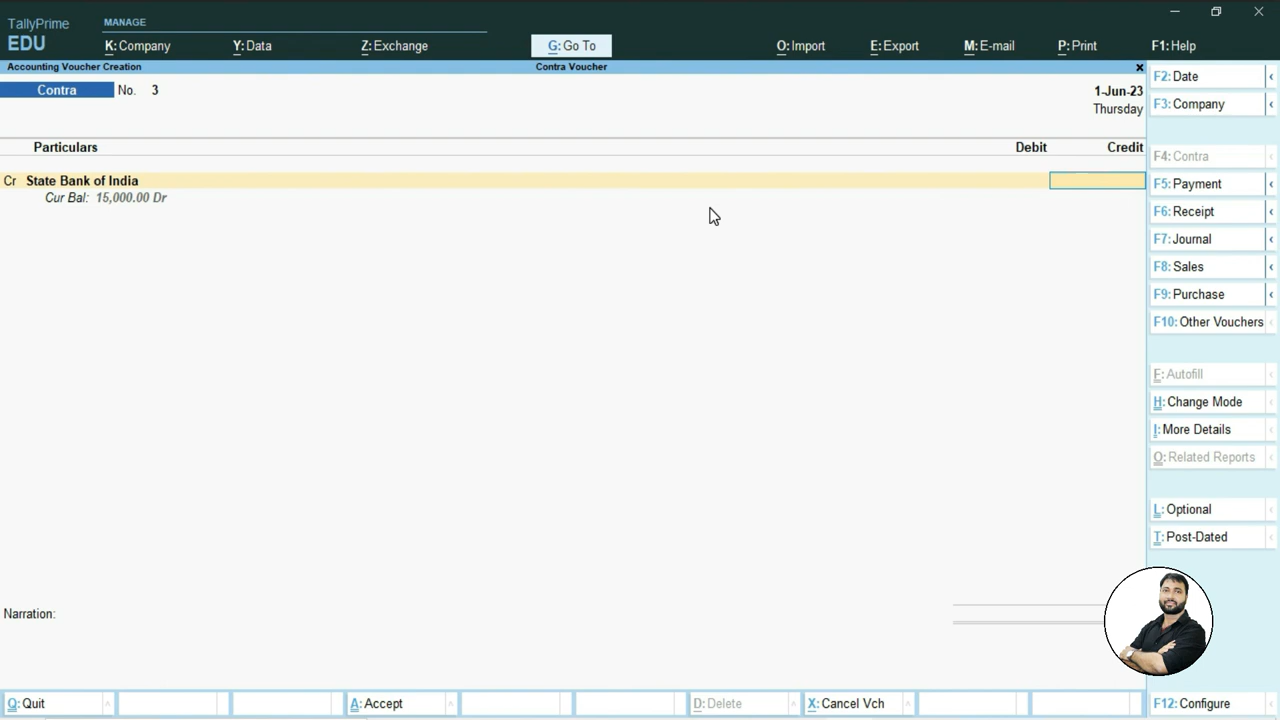 TallyPrime
EDU
MANAGE
K: Company
Y: Data
Z: Exchange
G: Go To
O: Import
E: Export
M: E-mail
P: Print
F1: Help
Accounting Voucher Creation
Contra Voucher
Contra
No. 3
1-Jun-23
Thursday
Particulars
Debit
Credit
Cr State Bank of India
Cur Bal: 15,000.00 Dr
Narration:
F2: Date
F3: Company
F4: Contra
F5: Payment
F6: Receipt
F7: Journal
F8: Sales
F9: Purchase
F10: Other Vouchers
F: Autofill
H: Change Mode
I: More Details
O: Related Reports
L: Optional
T: Post-Dated
Q: Quit
A: Accept
D: Delete
X: Cancel Vch
F12: Configure